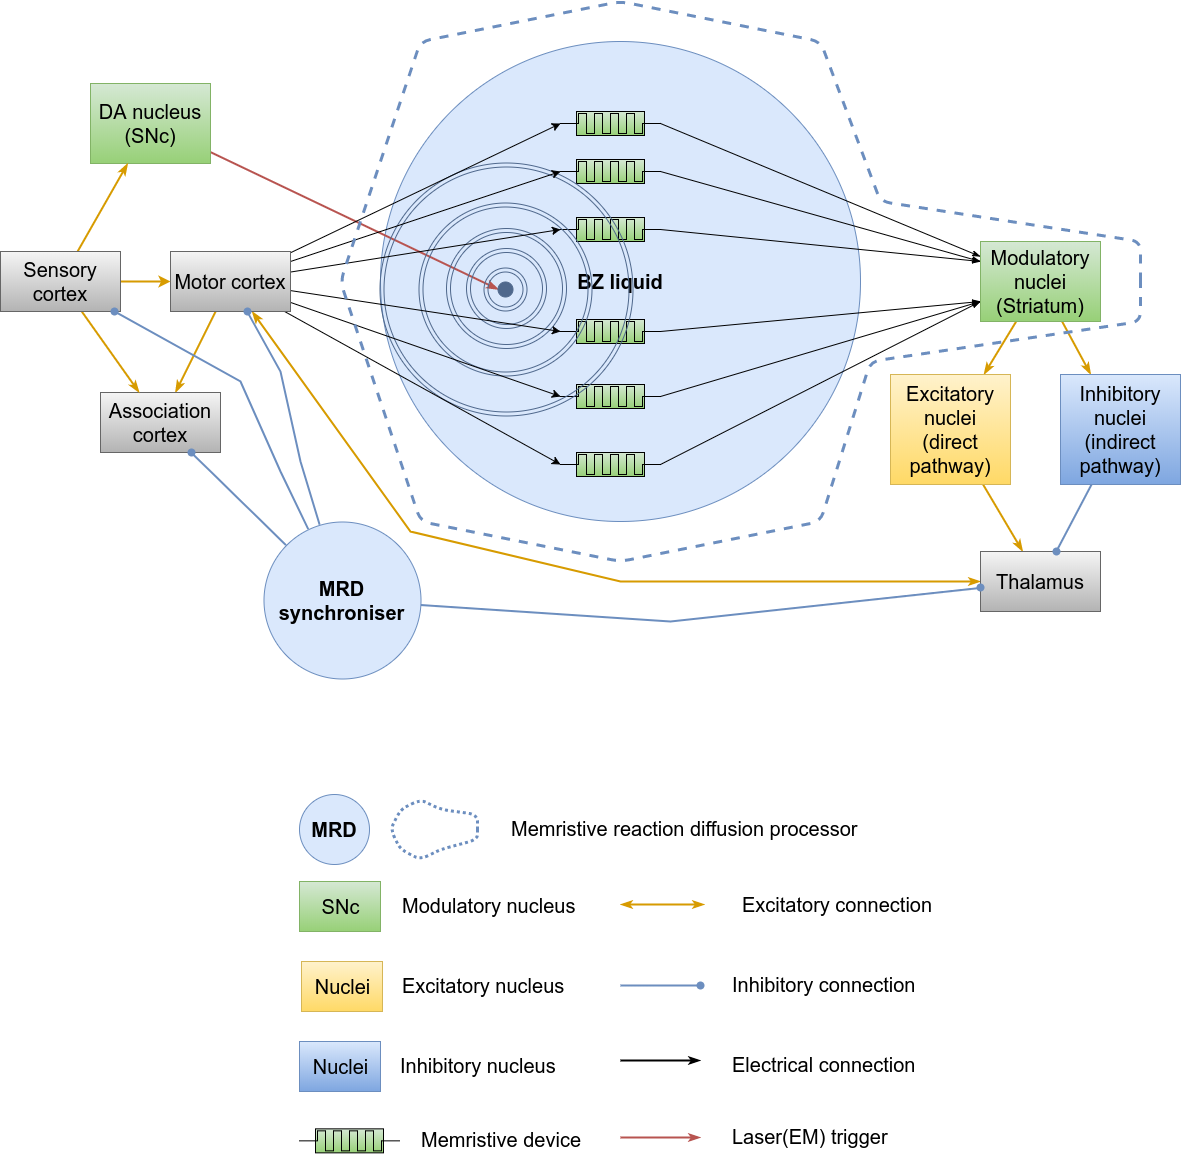 DA nucleus
(SNc)
Sensory
cortex
Motor cortex
Association
cortex
BZ liquid
Modulatory
nuclei
(Striatum)
Excitatory
nuclei
(direct
pathway)
Inhibitory
nuclei
(indirect
pathway)
Thalamus
MRD
synchroniser
MRD
Memristive reaction diffusion processor
SNc
Modulatory nucleus
Excitatory connection
Nuclei
Excitatory nucleus
Inhibitory connection
Nuclei
Inhibitory nucleus
Electrical connection
Memristive device
Laser(EM) trigger